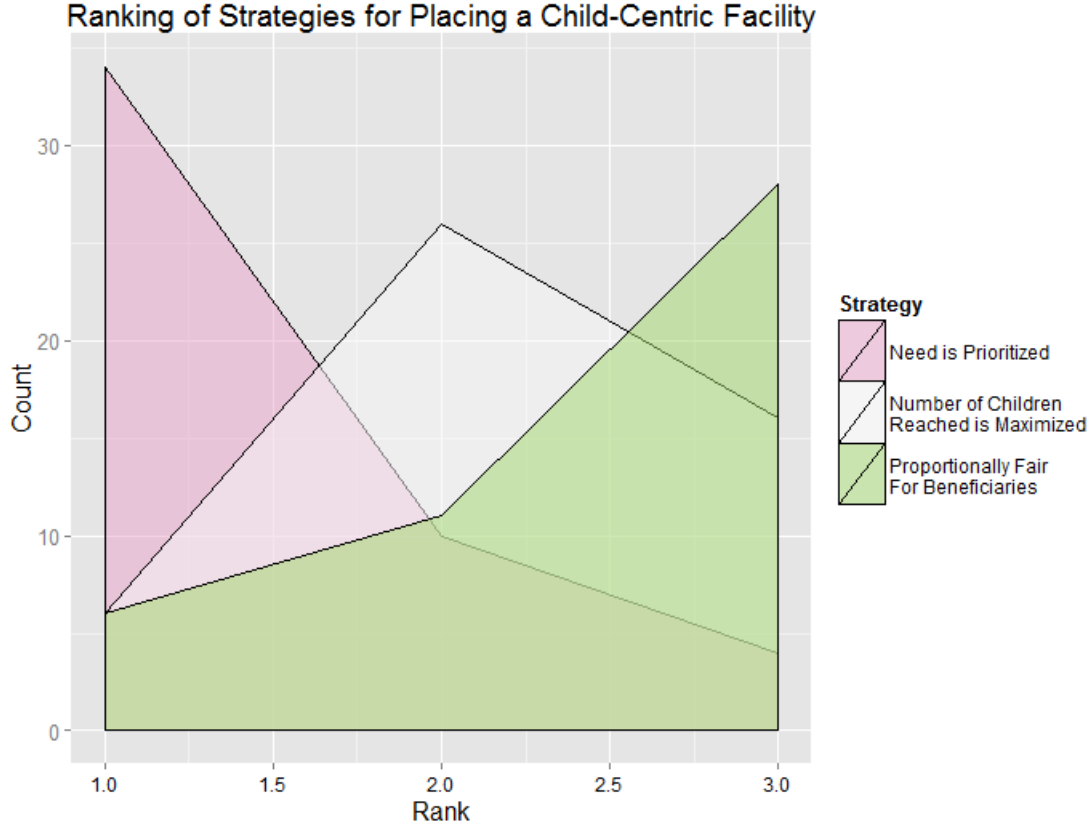 Ranking of Strategies for Placing a Child-Centric Facility
30
20
10
0
Count
1.0
1.5
2.0
2.5
3.0
Rank
Strategy
Need is Prioritized
Number of Children
Reached is Maximized
Proportionally Fair
For Beneficiaries